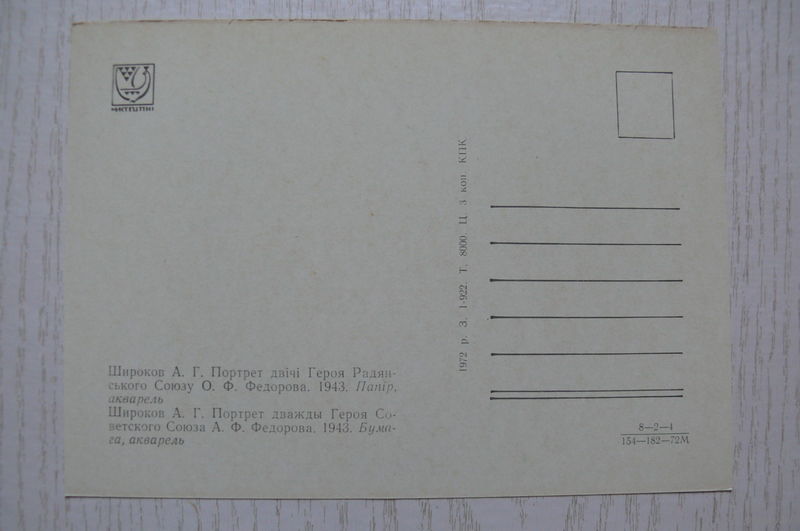 МИСТЕЦТВО
Широков А. Г. Портрет двічі Героя Радян-
ського Союзу О. Ф. Федорова. 1943. Папір,
акварель
Широков А. Г. Портрет дважды Героя Со-
ветского Союза А. Ф. Федорова. 1943. Бума-
га, акварель
1972 р. З. 1-922. Т. 8000. Ц. 3 коп. КПК
8—2—4
154—182—72М